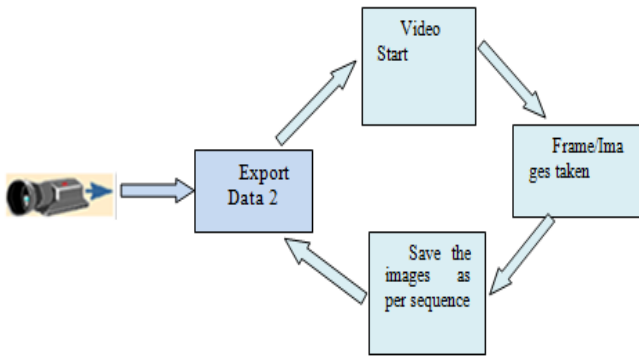 Video
Start
Frame/Ima
ges taken
Export
Data 2
Save the
images as
per sequence